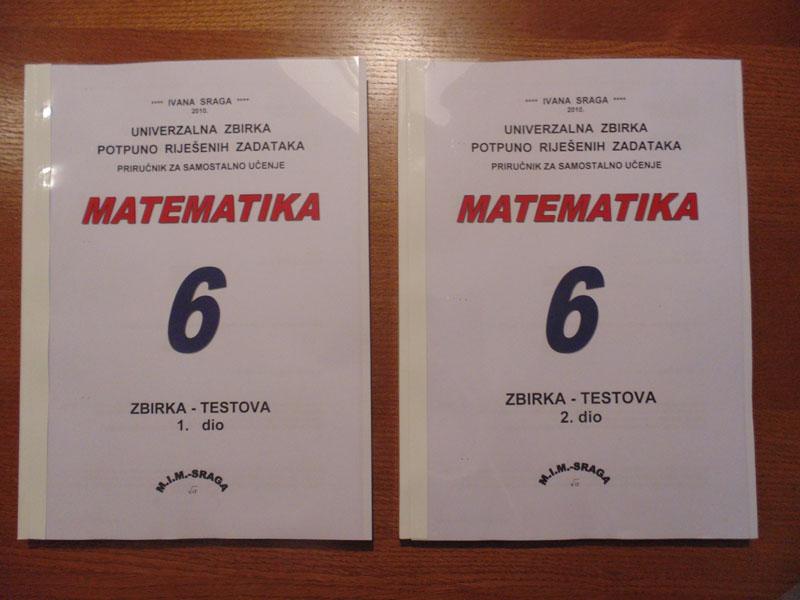 **** IVANA SRAGA ****
2010.
UNIVERZALNA ZBIRKA
POTPUNO RIJEŠENIH ZADATAKA
PRIRUČNIK ZA SAMOSTALNO UČENJE
MATEMATIKA
6
ZBIRKA - TESTOVA
1. dio
M.I.M.-SRAGA
**** IVANA SRAGA ****
2010.
UNIVERZALNA ZBIRKA
POTPUNO RIJEŠENIH ZADATAKA
PRIRUČNIK ZA SAMOSTALNO UČENJE
MATEMATIKA
6
ZBIRKA - TESTOVA
2. dio
M.I.M.-SRAGA